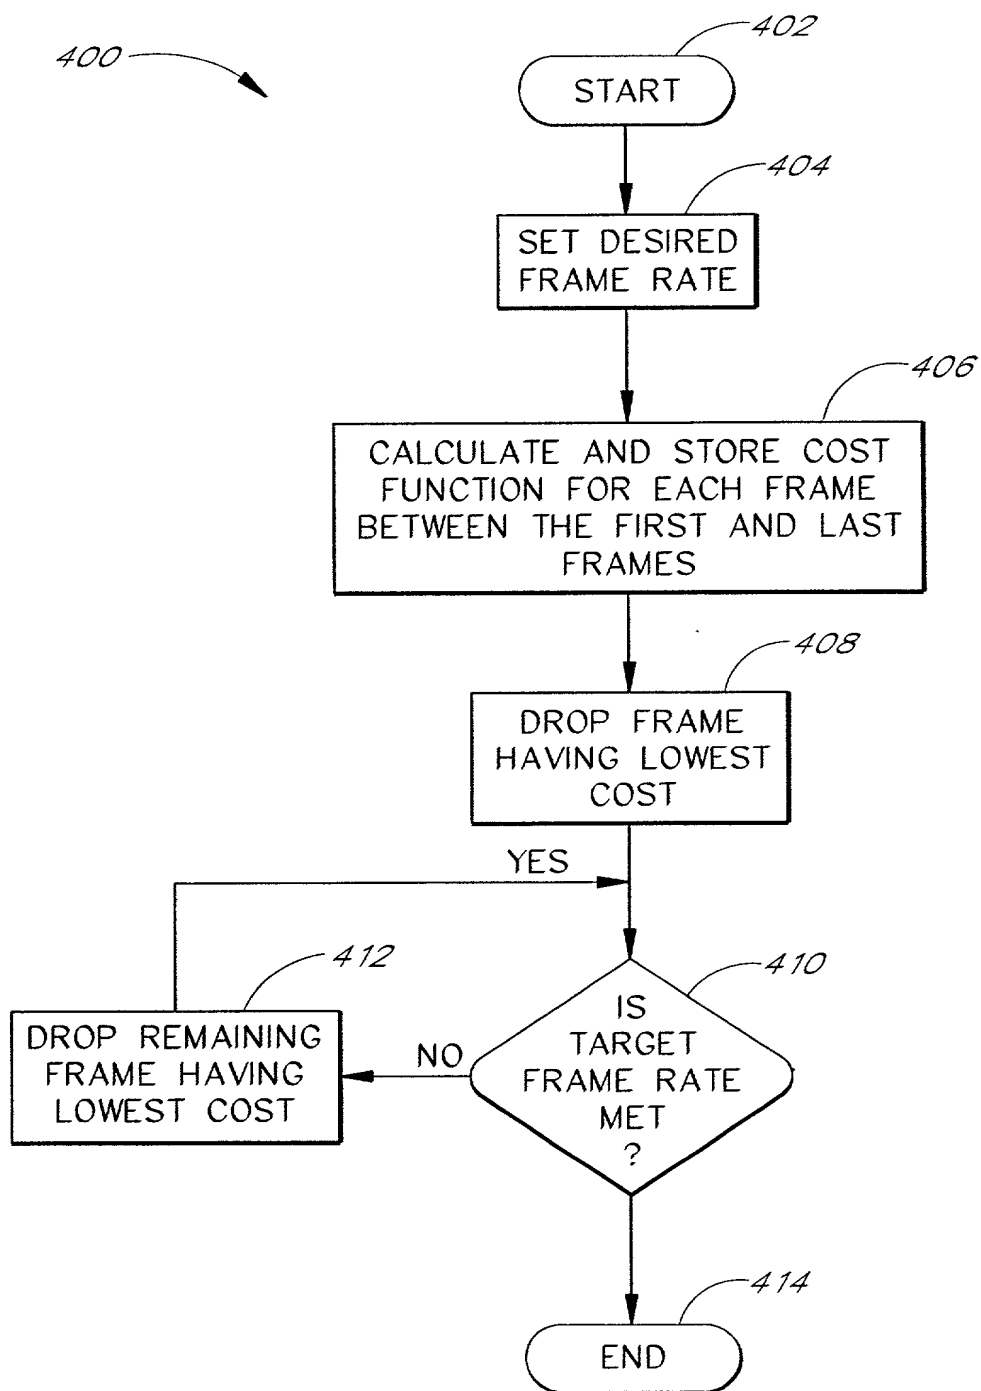 400
402
START
404
SET DESIRED
FRAME RATE
406
CALCULATE AND STORE COST
FUNCTION FOR EACH FRAME
BETWEEN THE FIRST AND LAST
FRAMES
408
DROP FRAME
HAVING LOWEST
COST
YES
412
DROP REMAINING
FRAME HAVING
LOWEST COST
NO
410
IS
TARGET
FRAME RATE
MET
?
414
END